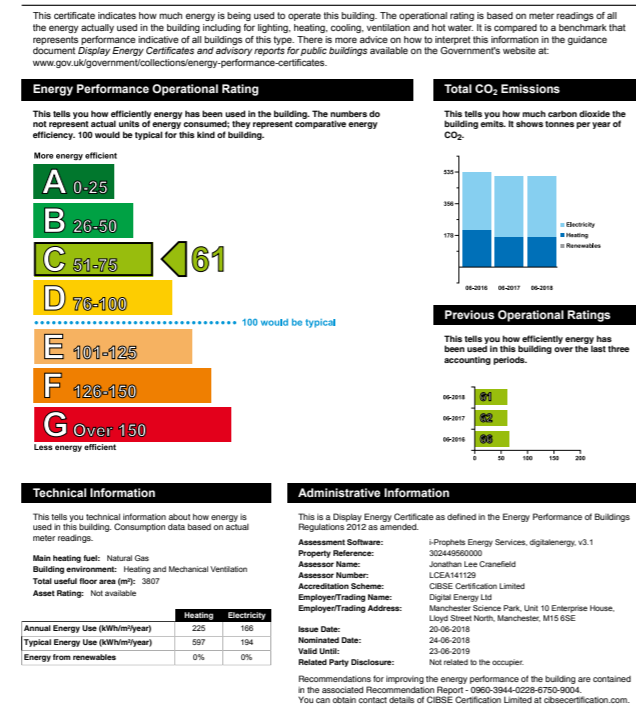 This certificate indicates how much energy is being used to operate this building. The operational rating is based on meter readings of all
the energy actually used in the building including for lighting, heating, cooling, ventilation and hot water. It is compared to a benchmark that
represents performance indicative of all buildings of this type. There is more advice on how to interpret this information in the guidance
document Display Energy Certificates and advisory reports for public buildings available on the Government's website at:
www.gov.uk/government/collections/energy-performance-certificates.
Energy Performance Operational Rating
This tells you how efficiently energy has been used in the building. The numbers do
not represent actual units of energy consumed; they represent comparative energy
efficiency. 100 would be typical for this kind of building.
More energy efficient
A 0-25
B 26-50
C 51-75
61
D 76-100
100 would be typical
E 101-125
F 126-150
G Over 150
Less energy efficient
Total CO₂ Emissions
This tells you how much carbon dioxide the
building emits. It shows tonnes per year of
CO₂.
535
356
178
Electricity
Heating
Renewables
06-2016 06-2017 06-2018
Previous Operational Ratings
This tells you how efficiently energy has
been used in this building over the last three
accounting periods.
06-2018 61
06-2017 62
06-2016 66
0 50 100 150 200
Technical Information
This tells you technical information about how energy is
used in this building. Consumption data based on actual
meter readings.
Main heating fuel: Natural Gas
Building environment: Heating and Mechanical Ventilation
Total useful floor area (m²): 3807
Asset Rating: Not available
Heating Electricity
Annual Energy Use (kWh/m²/year) 225 166
Typical Energy Use (kWh/m²/year) 597 194
Energy from renewables 0% 0%
Administrative Information
This is a Display Energy Certificate as defined in the Energy Performance of Buildings
Regulations 2012 as amended.
Assessment Software: i-Prophets Energy Services, digitalenergy, v3.1
Property Reference: 302449560000
Assessor Name: Jonathan Lee Cranefield
Assessor Number: LCEA141129
Accreditation Scheme: CIBSE Certification Limited
Employer/Trading Name: Digital Energy Ltd
Employer/Trading Address: Manchester Science Park, Unit 10 Enterprise House,
Lloyd Street North, Manchester, M15 6SE
Issue Date: 20-06-2018
Nominated Date: 24-06-2018
Valid Until: 23-06-2019
Related Party Disclosure: Not related to the occupier.
Recommendations for improving the energy performance of the building are contained
in the associated Recommendation Report - 0960-3944-0228-6750-9004.
You can obtain contact details of CIBSE Certification Limited at cibsecertification.com.